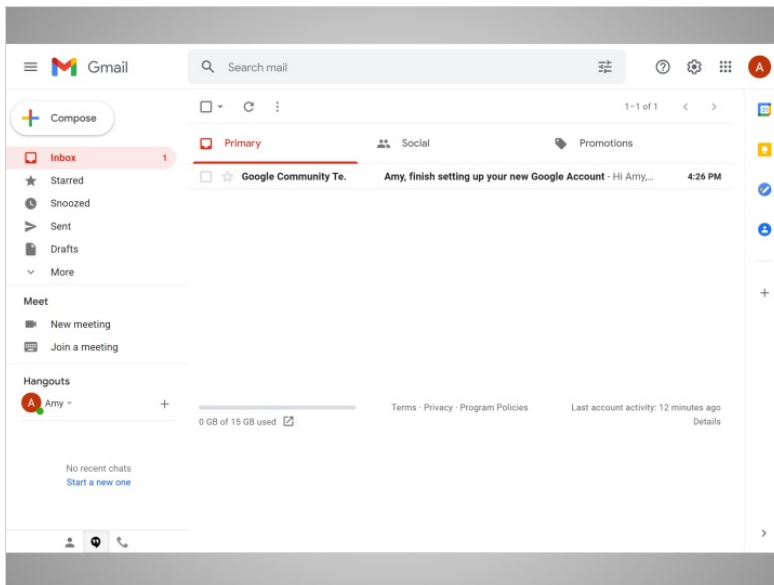 Gmail
Search mail
A
Compose
1–1 of 1
Primary
Social
Promotions
Inbox 1
Google Community Te. Amy, finish setting up your new Google Account - Hi Amy,... 4:26 PM
Starred
Snoozed
Sent
Drafts
More
Meet
New meeting
Join a meeting
Hangouts
A Amy
No recent chats
Start a new one
0 GB of 15 GB used
Terms · Privacy · Program Policies
Last account activity: 12 minutes ago
Details